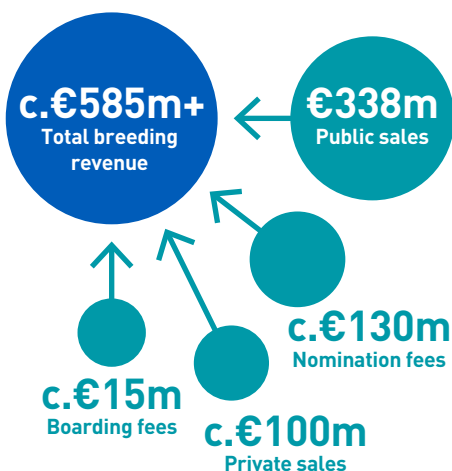 c.€585m+
Total breeding
revenue
€338m
Public sales
c.€130m
Nomination fees
c.€15m
Boarding fees
c.€100m
Private sales